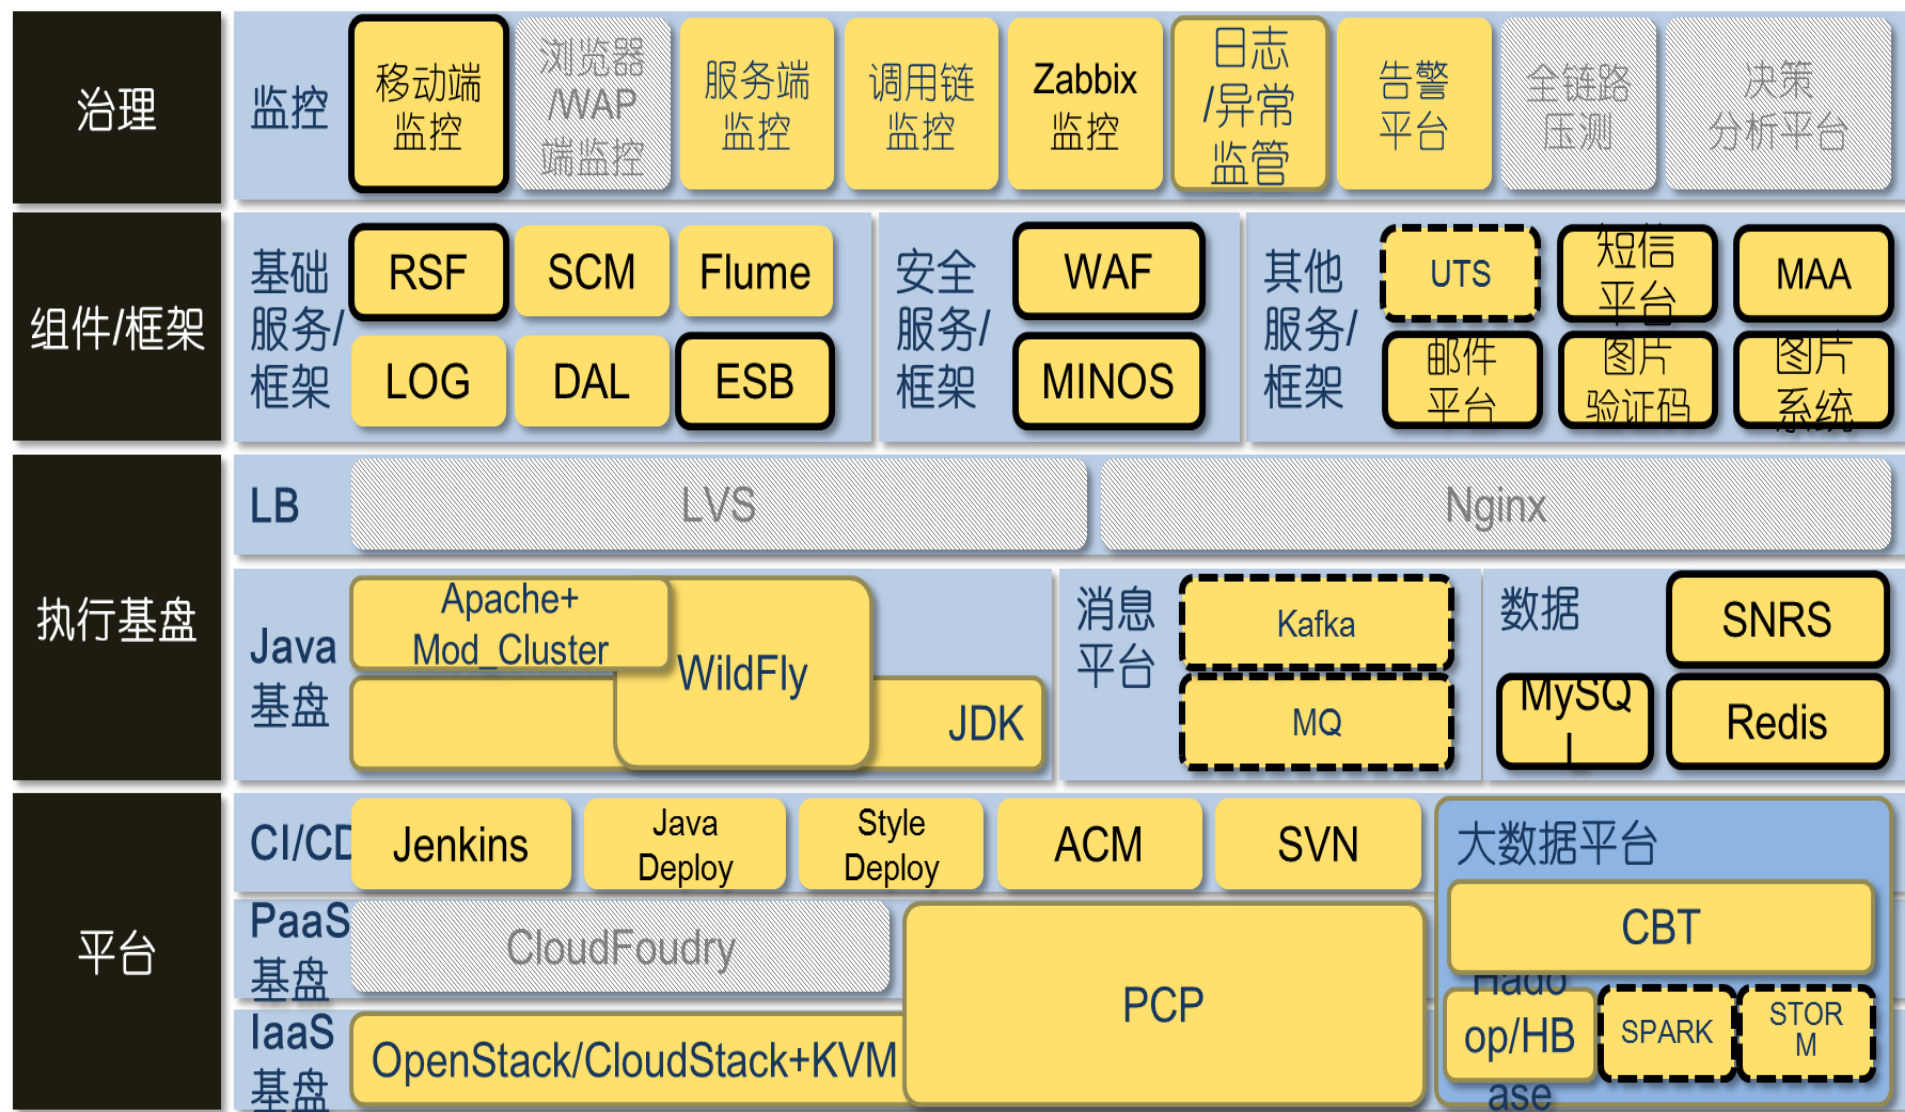 治理
监控
移动端
监控
浏览器
/WAP
端监控
服务端
监控
调用链
监控
Zabbix
监控
日志
/异常
监管
告警
平台
全链路
压测
决策
分析平台
组件/框架
基础
服务/
框架
RSF
SCM
Flume
LOG
DAL
ESB
安全
服务/
框架
WAF
MINOS
其他
服务/
框架
UTS
短信
平台
MAA
邮件
平台
图片
验证码
图片
系统
执行基盘
LB
LVS
Nginx
Java
基盘
Apache+
Mod_Cluster
WildFly
JDK
消息
平台
Kafka
MQ
数据
SNRS
MySQ
l
Redis
平台
CI/CD
Jenkins
Java
Deploy
Style
Deploy
ACM
SVN
PaaS
基盘
CloudFoudry
PCP
IaaS
基盘
OpenStack/CloudStack+KVM
大数据平台
CBT
Hado
op/HB
ase
SPARK
STOR
M